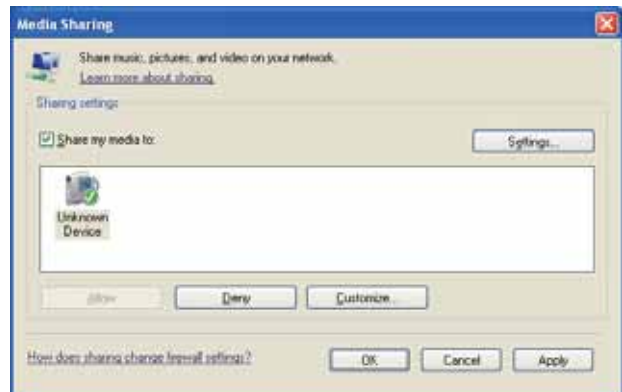 Media Sharing
Share music, pictures, and video on your network.
Learn more about sharing.
Sharing settings
Share my media to:
Settings...
Unknown
Device
Allow
Deny
Customize...
How does sharing change firewall settings?
OK
Cancel
Apply